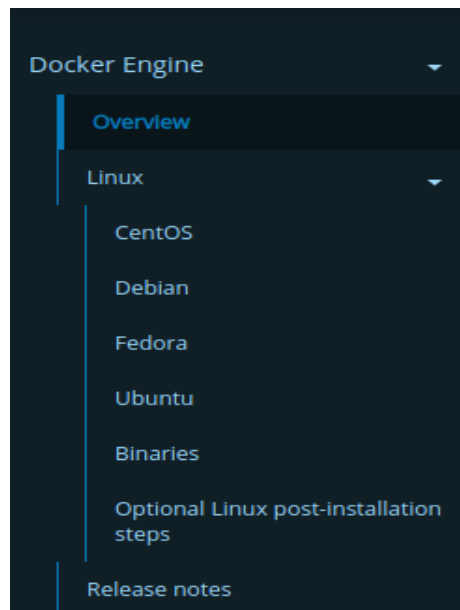 Docker Engine
Overview
Linux
CentOS
Debian
Fedora
Ubuntu
Binaries
Optional Linux post-installation
steps
Release notes